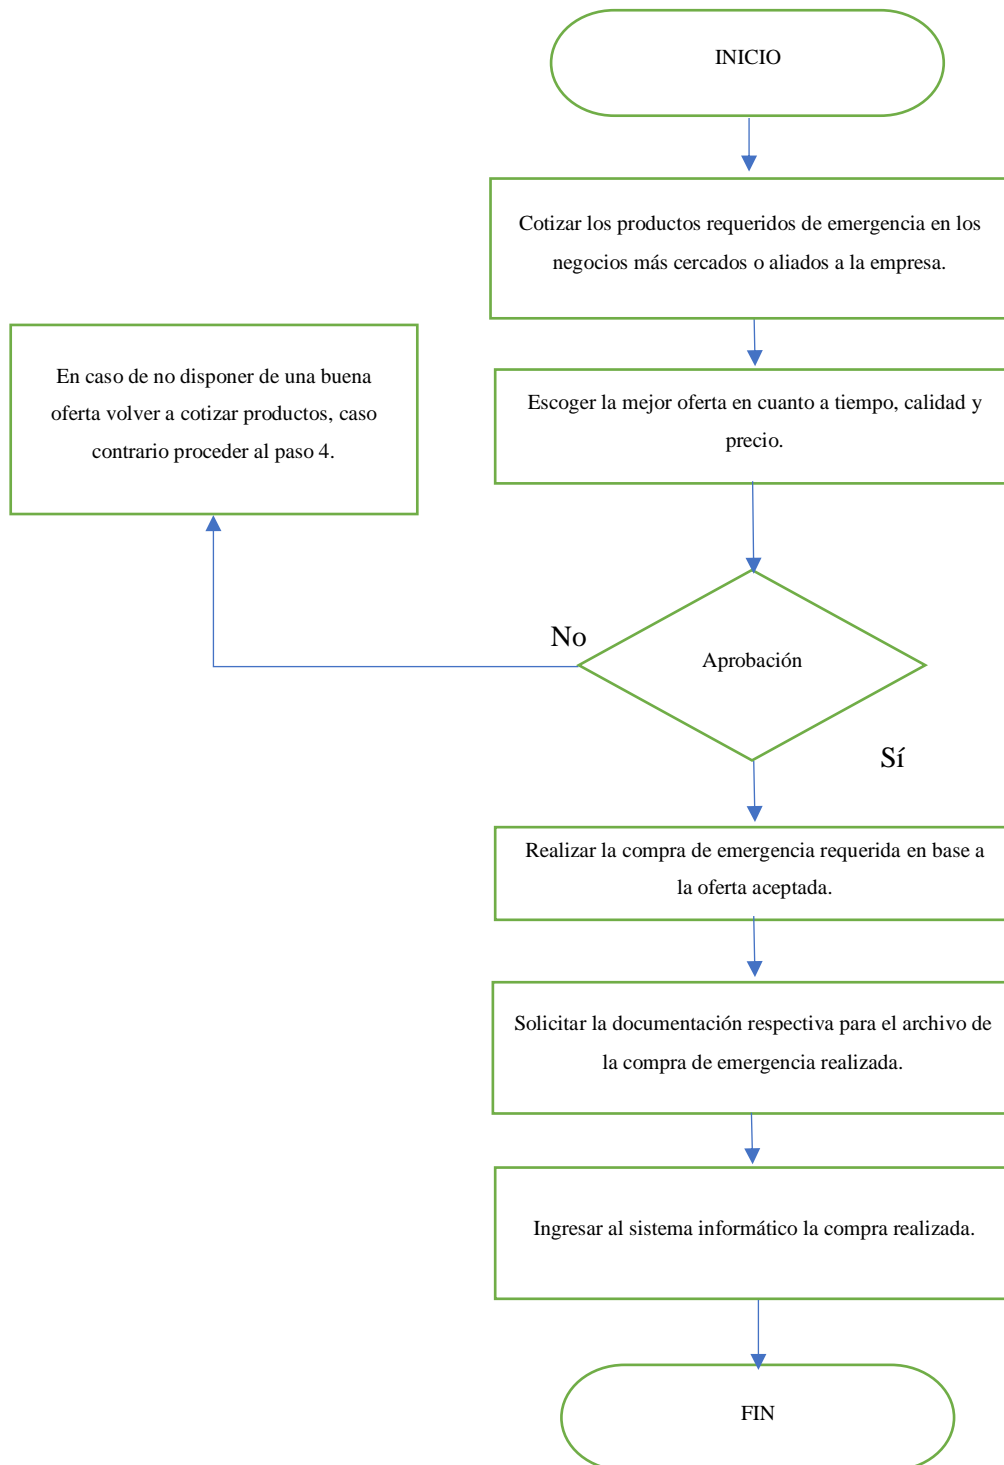 INICIO
Cotizar los productos requeridos de emergencia en los
negocios más cercados o aliados a la empresa.
En caso de no disponer de una buena
oferta volver a cotizar productos, caso
contrario proceder al paso 4.
Escoger la mejor oferta en cuanto a tiempo, calidad y
precio.
No
Aprobación
Sí
Realizar la compra de emergencia requerida en base a
la oferta aceptada.
Solicitar la documentación respectiva para el archivo de
la compra de emergencia realizada.
Ingresar al sistema informático la compra realizada.
FIN